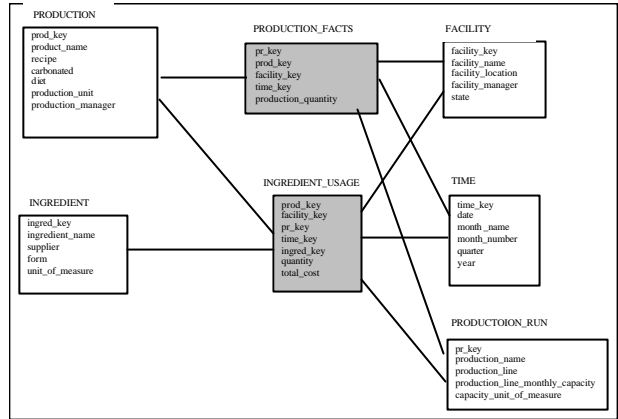 PRODUCTION
prod_key
product_name
recipe
carbonated
diet
production_unit
production_manager
PRODUCTION_FACTS
pr_key
prod_key
facility_key
time_key
production_quantity
FACILITY
facility_key
facility_name
facility_location
facility_manager
state
INGREDIENT
ingred_key
ingredient_name
supplier
form
unit_of_measure
INGREDIENT_USAGE
prod_key
facility_key
pr_key
time_key
ingred_key
quantity
total_cost
TIME
time_key
date
month_name
month_number
quarter
year
PRODUCTOION_RUN
pr_key
production_name
production_line
production_line_monthly_capacity
capacity_unit_of_measure